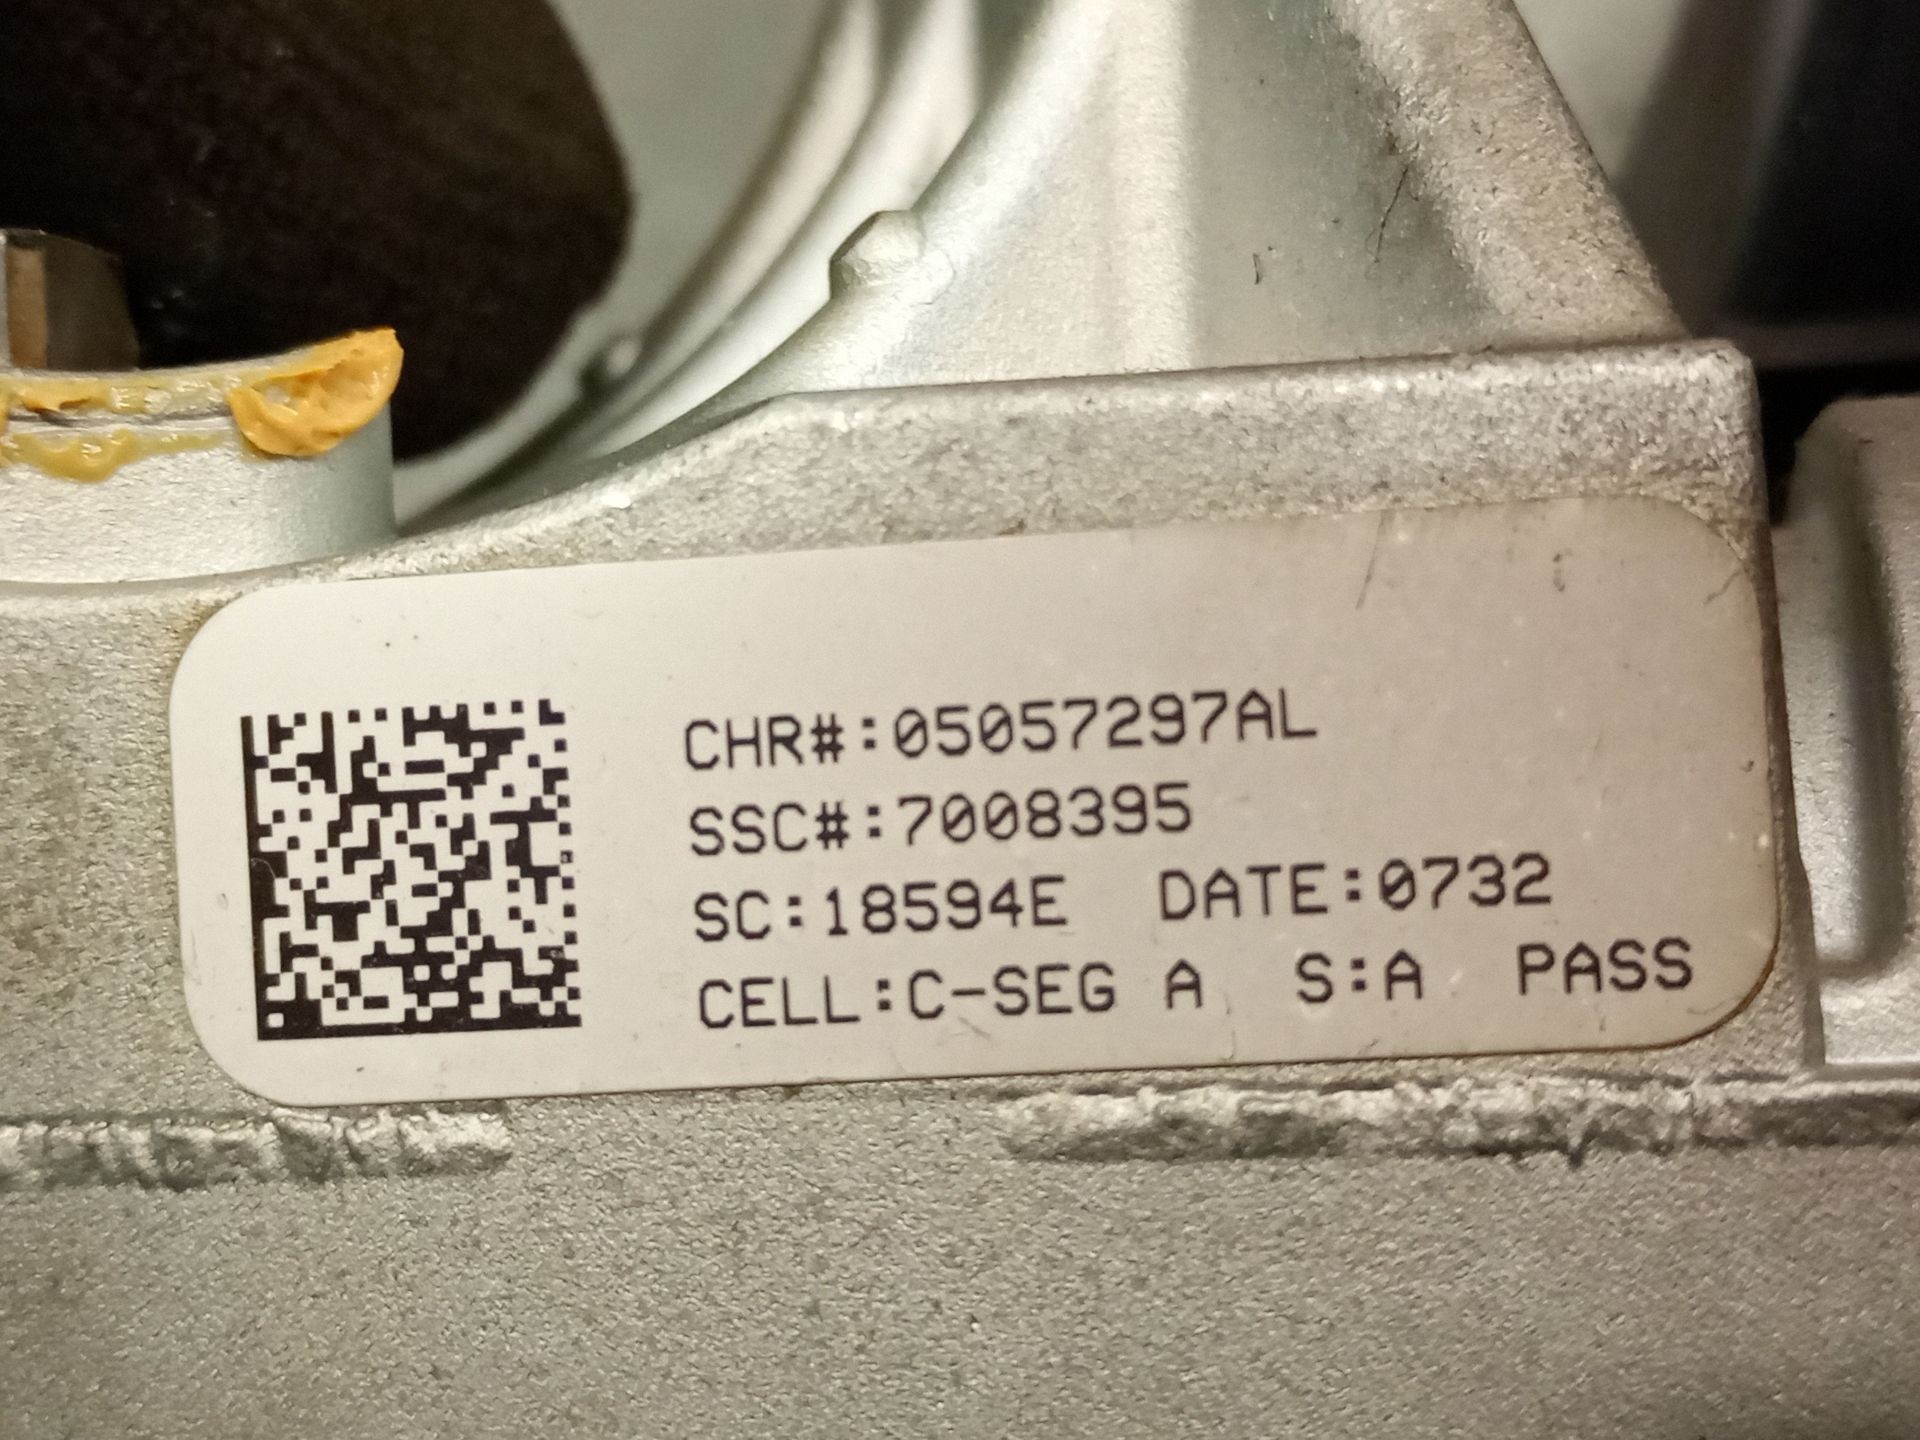 CHR#:05057297AL
SSC#:7008395
SC:18594E DATE:0732
CELL:C-SEG A S:A PASS